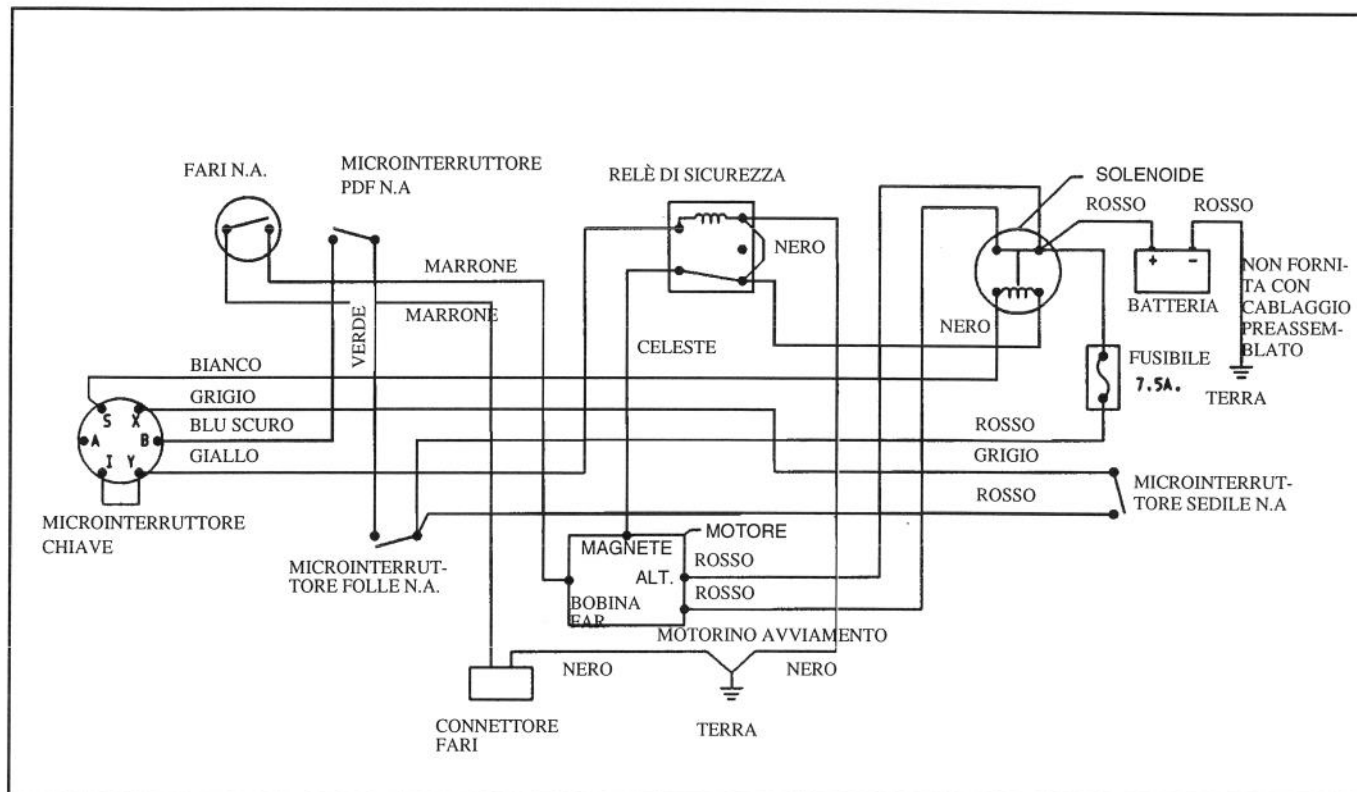 FARI N.A.
MICROINTERRUTTORE
PDF N.A
RELÈ DI SICUREZZA
SOLENOIDE
ROSSO
ROSSO
NERO
MARRONE
MARRONE
VERDE
+
-
BATTERIA
NON FORNI-
TA CON
CABLAGGIO
PREASSEM-
BLATO
NERO
CELESTE
FUSIBILE
7.5A.
TERRA
BIANCO
GRIGIO
BLU SCURO
GIALLO
S
X
A
B
I
Y
MICROINTERRUTTORE
CHIAVE
ROSSO
GRIGIO
ROSSO
MICROINTERRUT-
TORE SEDILE N.A
MICROINTERRUT-
TORE FOLLE N.A.
MOTORE
MAGNETE
ALT.
ROSSO
ROSSO
BOBINA
FAR
MOTORINO AVVIAMENTO
NERO
NERO
CONNETTORE
FARI
TERRA